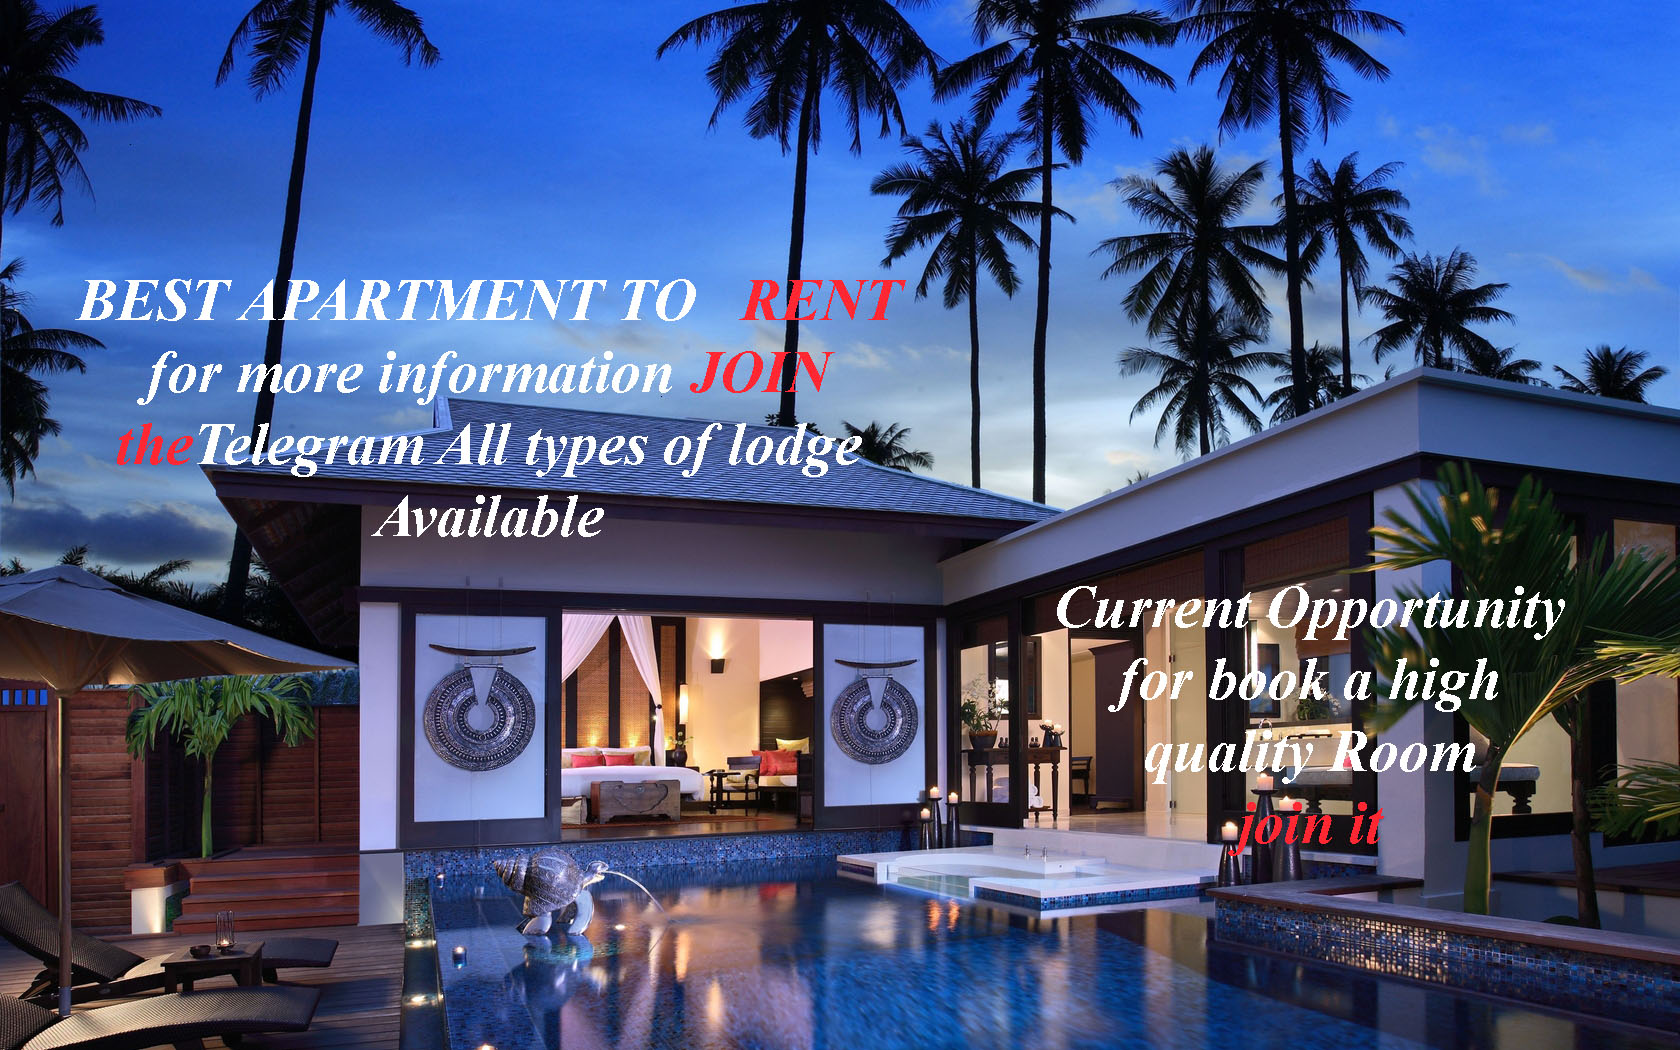 BEST APARTMENT TO RENT
for more information JOIN
theTelegram All types of lodge
Available
Current Opportunity
for book a high
quality Room
join it